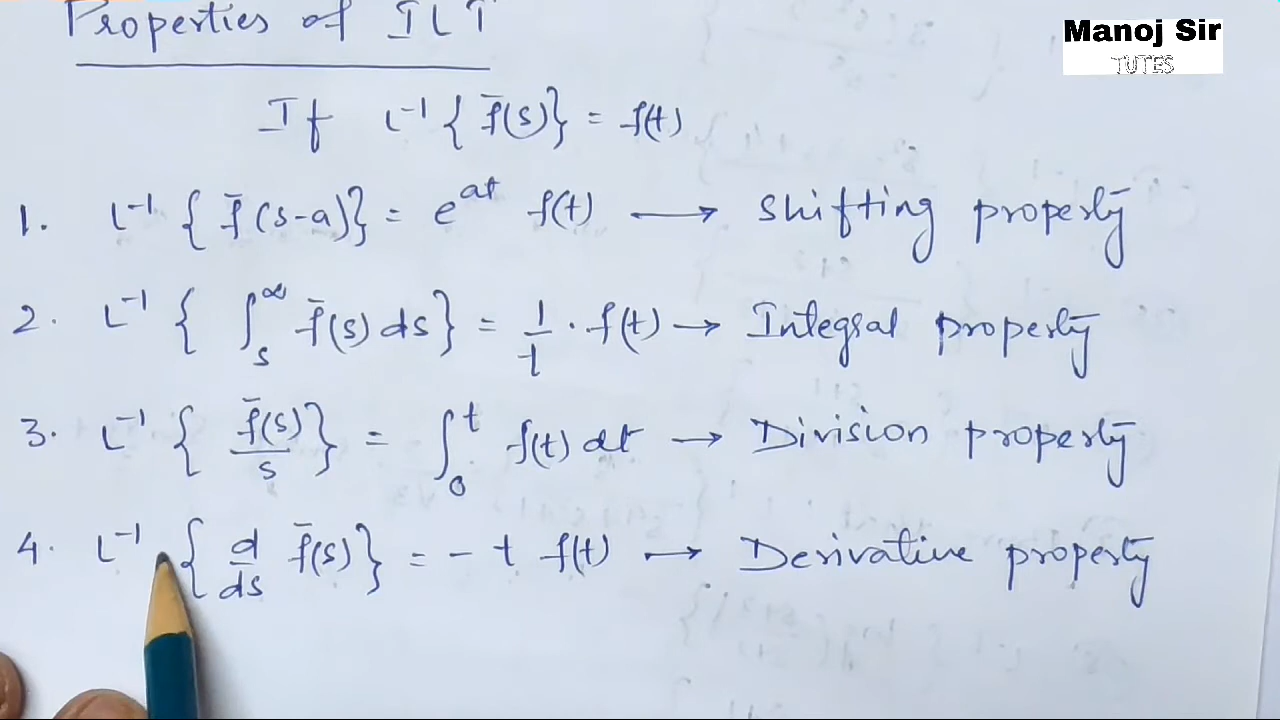 Properties of ILT
Manoj Sir
TUTES
If L⁻¹ { f̄(s)} = f(t)
1. L⁻¹ { f̄ (s-a)} = e^{at} f(t) → Shifting property
2. L⁻¹ { ∫_s^∞ f̄(s) ds} = 1/t · f(t) → Integral property
3. L⁻¹ { f̄(s)/s } = ∫_0^t f(t) dt → Division property
4. L⁻¹ { d/ds f̄(s)} = - t f(t) → Derivative property